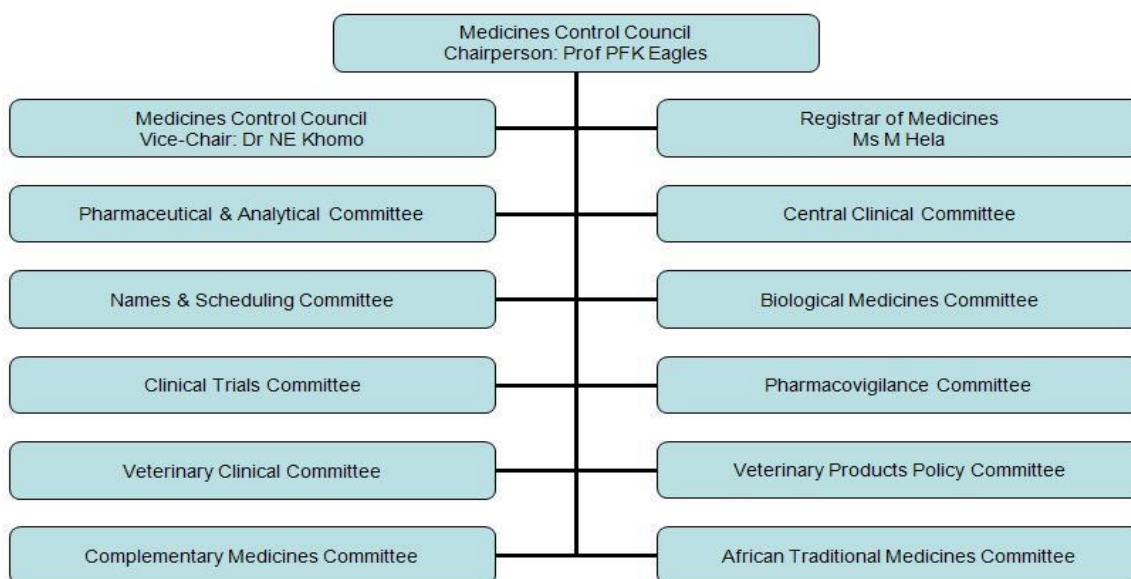 Medicines Control Council
Chairperson: Prof PFK Eagles
Medicines Control Council
Vice-Chair: Dr NE Khomo
Registrar of Medicines
Ms M Hela
Pharmaceutical & Analytical Committee
Central Clinical Committee
Names & Scheduling Committee
Biological Medicines Committee
Clinical Trials Committee
Pharmacovigilance Committee
Veterinary Clinical Committee
Veterinary Products Policy Committee
Complementary Medicines Committee
African Traditional Medicines Committee